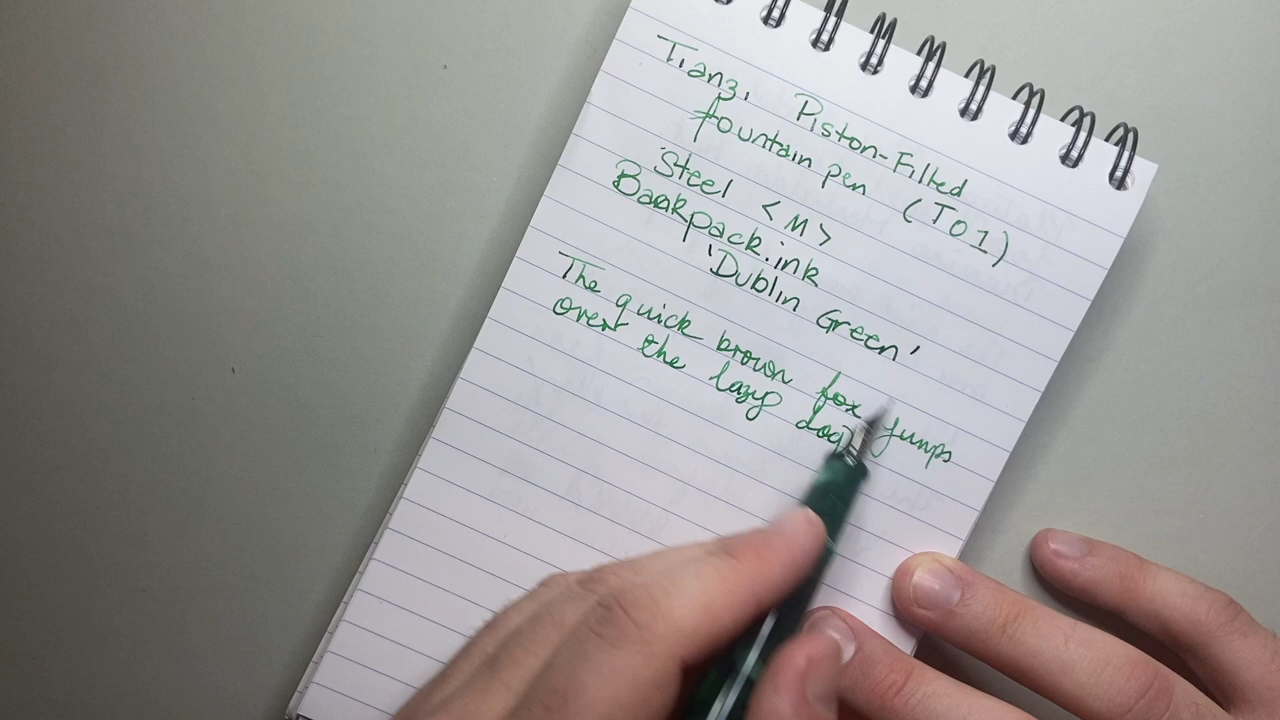 Tianzi Piston-Filled
fountain pen (T01)
Steel <M>
Backpack.ink
'Dublin Green'
The quick brown fox jumps
over the lazy dog